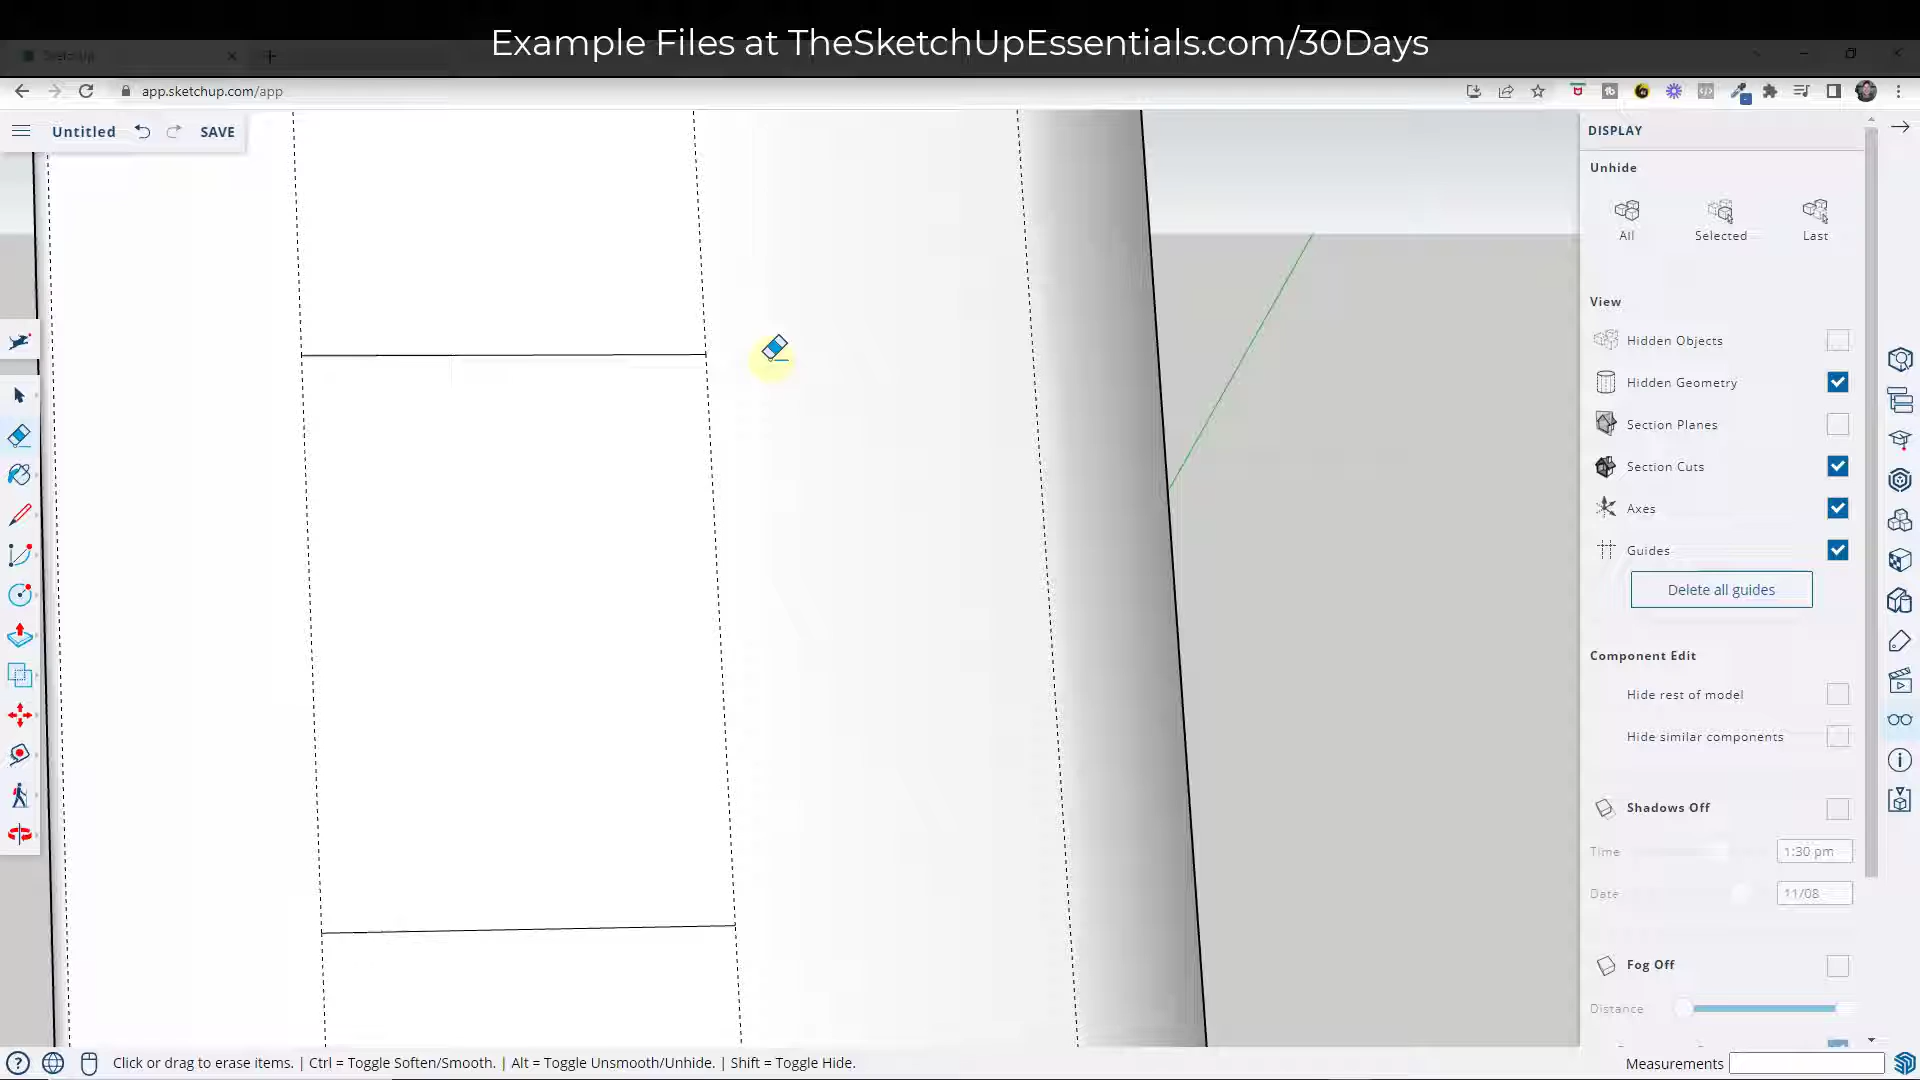 Example Files at TheSketchUpEssentials.com/30Days
SketchUp
app.sketchup.com/app
Untitled
SAVE
DISPLAY
Unhide
All
Selected
Last
View
Hidden Objects
Hidden Geometry
Section Planes
Section Cuts
Axes
Guides
Delete all guides
Component Edit
Hide rest of model
Hide similar components
Shadows Off
Time
1:30 pm
Date
11/08
Fog Off
Distance
Click or drag to erase items. | Ctrl = Toggle Soften/Smooth. | Alt = Toggle Unsmooth/Unhide. | Shift = Toggle Hide.
Measurements